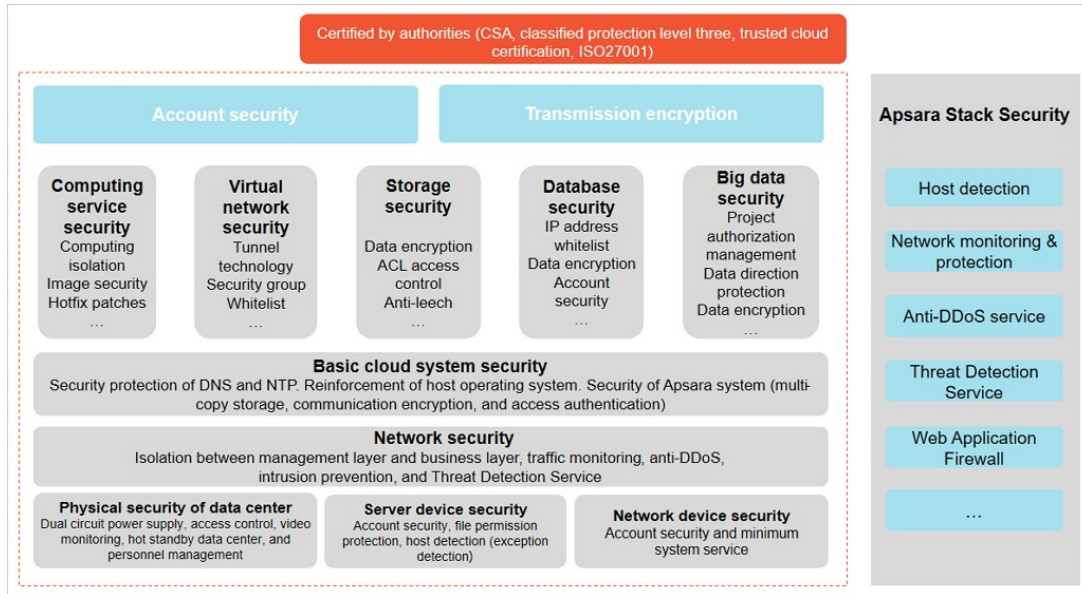 Certified by authorities (CSA, classified protection level three, trusted cloud
certification, ISO27001)
Account security
Transmission encryption
Computing
service
security
Computing
isolation
Image security
Hotfix patches
…
Virtual
network
security
Tunnel
technology
Security group
Whitelist
…
Storage
security
Data encryption
ACL access
control
Anti-leech
…
Database
security
IP address
whitelist
Data encryption
Account
security
…
Big data
security
Project
authorization
management
Data direction
protection
Data encryption
…
Basic cloud system security
Security protection of DNS and NTP. Reinforcement of host operating system. Security of Apsara system (multi-
copy storage, communication encryption, and access authentication)
Network security
Isolation between management layer and business layer, traffic monitoring, anti-DDoS,
intrusion prevention, and Threat Detection Service
Physical security of data center
Dual circuit power supply, access control, video
monitoring, hot standby data center, and
personnel management
Server device security
Account security, file permission
protection, host detection (exception
detection)
Network device security
Account security and minimum
system service
Apsara Stack Security
Host detection
Network monitoring &
protection
Anti-DDoS service
Threat Detection
Service
Web Application
Firewall
…